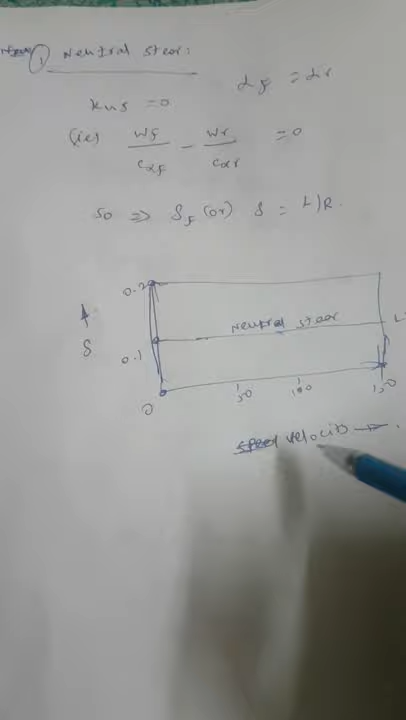 ① Neutral steer:
αf = αr
Kus = 0
(ie) Wf/Cαf - Wr/Cαr = 0
so ⇒ δf (or) δ = L/R.
0.2
Neutral steer
δ
0.1
0 50 100 150
velocity →